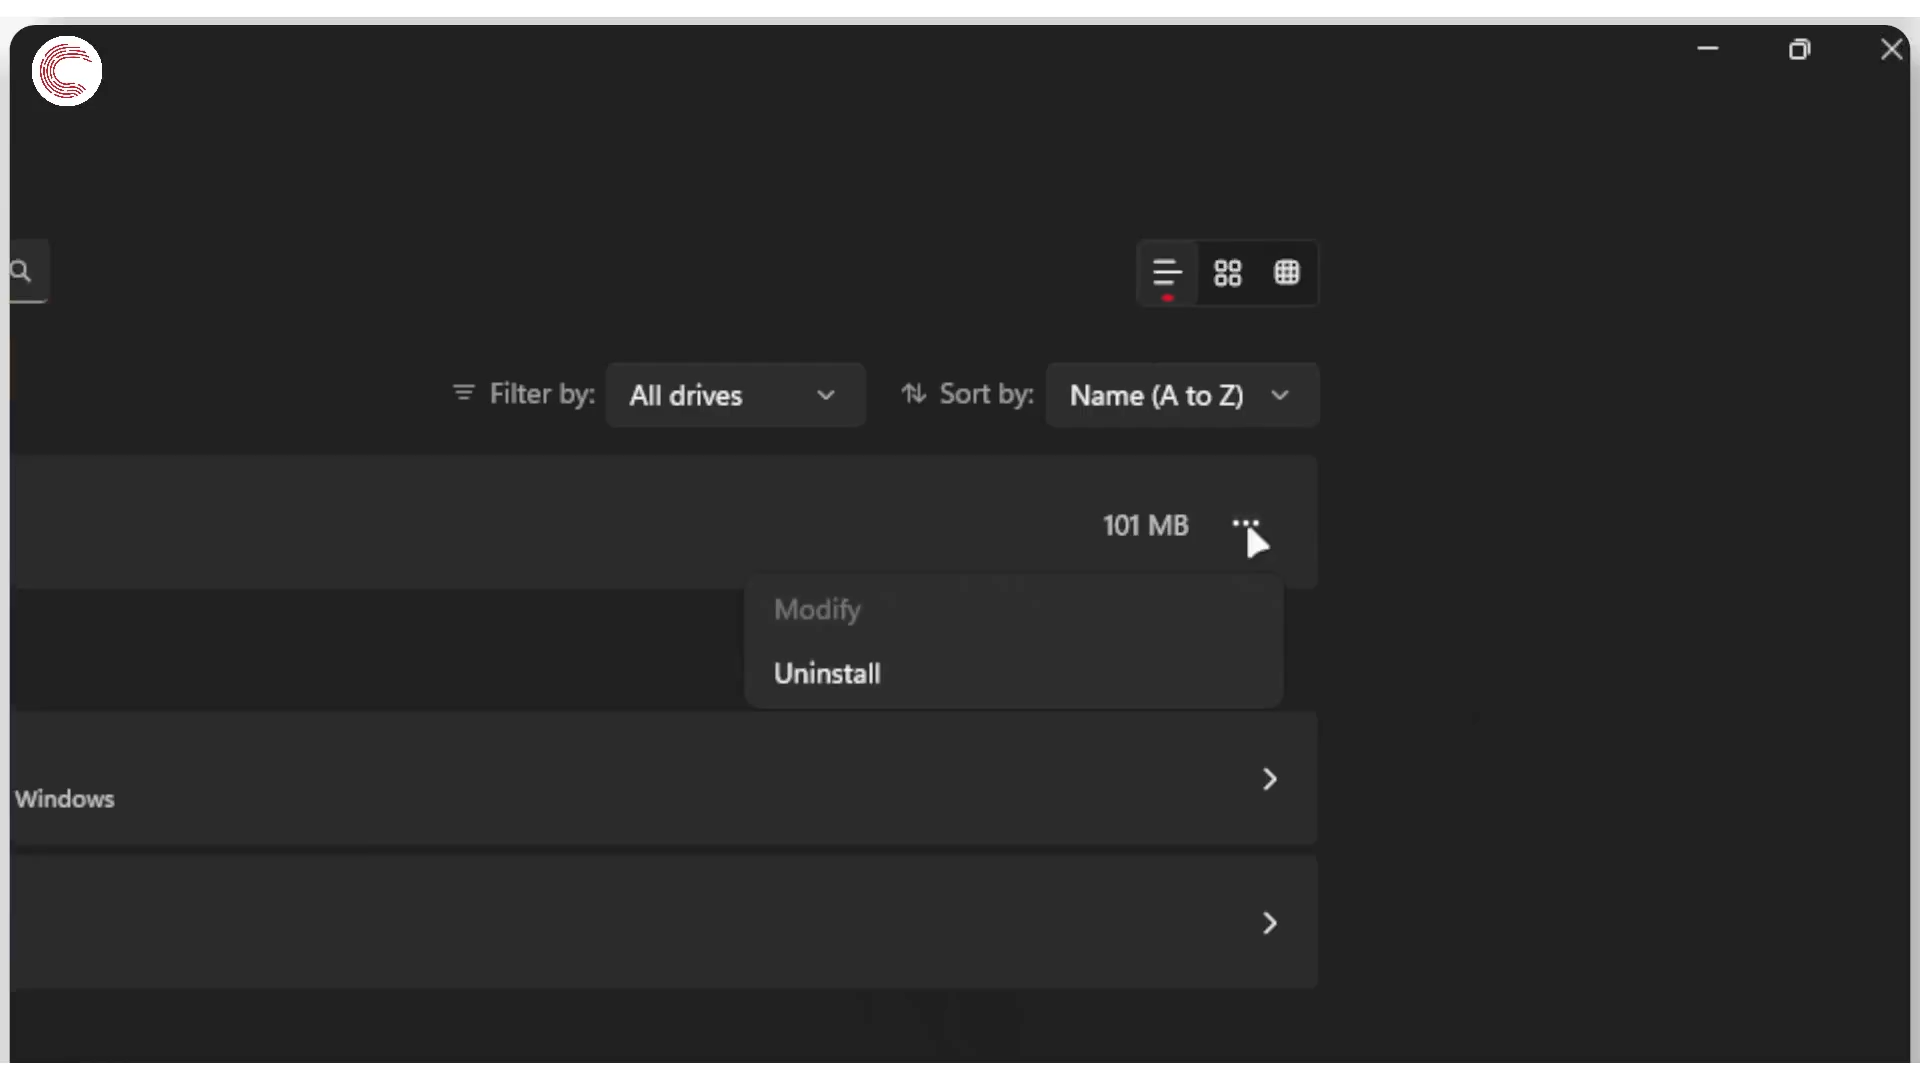 Filter by: All drives Sort by: Name (A to Z)
101 MB
Modify
Uninstall
Windows